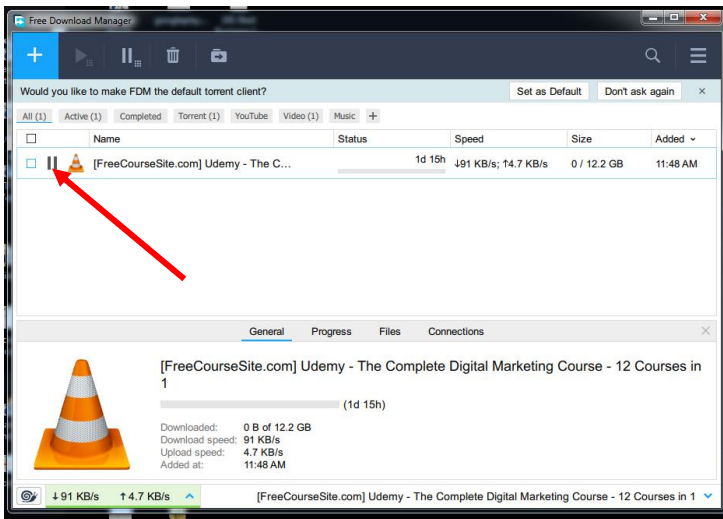 Free Download Manager
Would you like to make FDM the default torrent client? Set as Default Don't ask again ×
All (1) Active (1) Completed Torrent (1) YouTube Video (1) Music +
Name Status Speed Size Added
[FreeCourseSite.com] Udemy - The C... 1d 15h ↓91 KB/s; ↑4.7 KB/s 0 / 12.2 GB 11:48 AM
General Progress Files Connections
[FreeCourseSite.com] Udemy - The Complete Digital Marketing Course - 12 Courses in
1
(1d 15h)
Downloaded: 0 B of 12.2 GB
Download speed: 91 KB/s
Upload speed: 4.7 KB/s
Added at: 11:48 AM
↓91 KB/s ↑4.7 KB/s [FreeCourseSite.com] Udemy - The Complete Digital Marketing Course - 12 Courses in 1